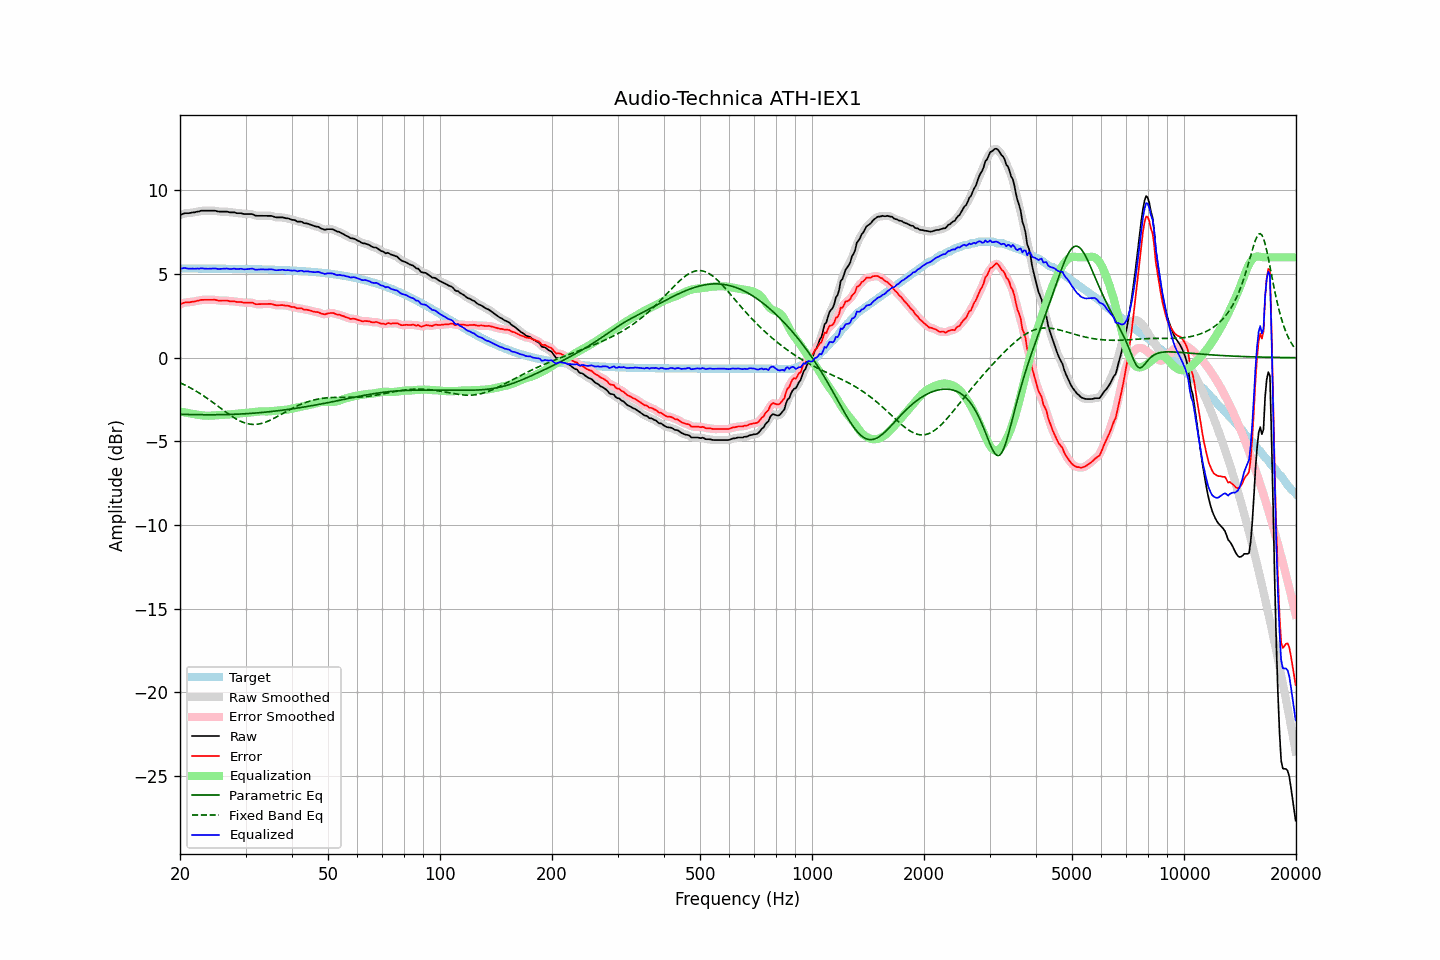 Audio-Technica ATH-IEX1
10
5
0
−5
−10
−15
−20
−25
Amplitude (dBr)
Target
Raw Smoothed
Error Smoothed
Raw
Error
Equalization
Parametric Eq
Fixed Band Eq
Equalized
20 50 100 200 500 1000 2000 5000 10000 20000
Frequency (Hz)